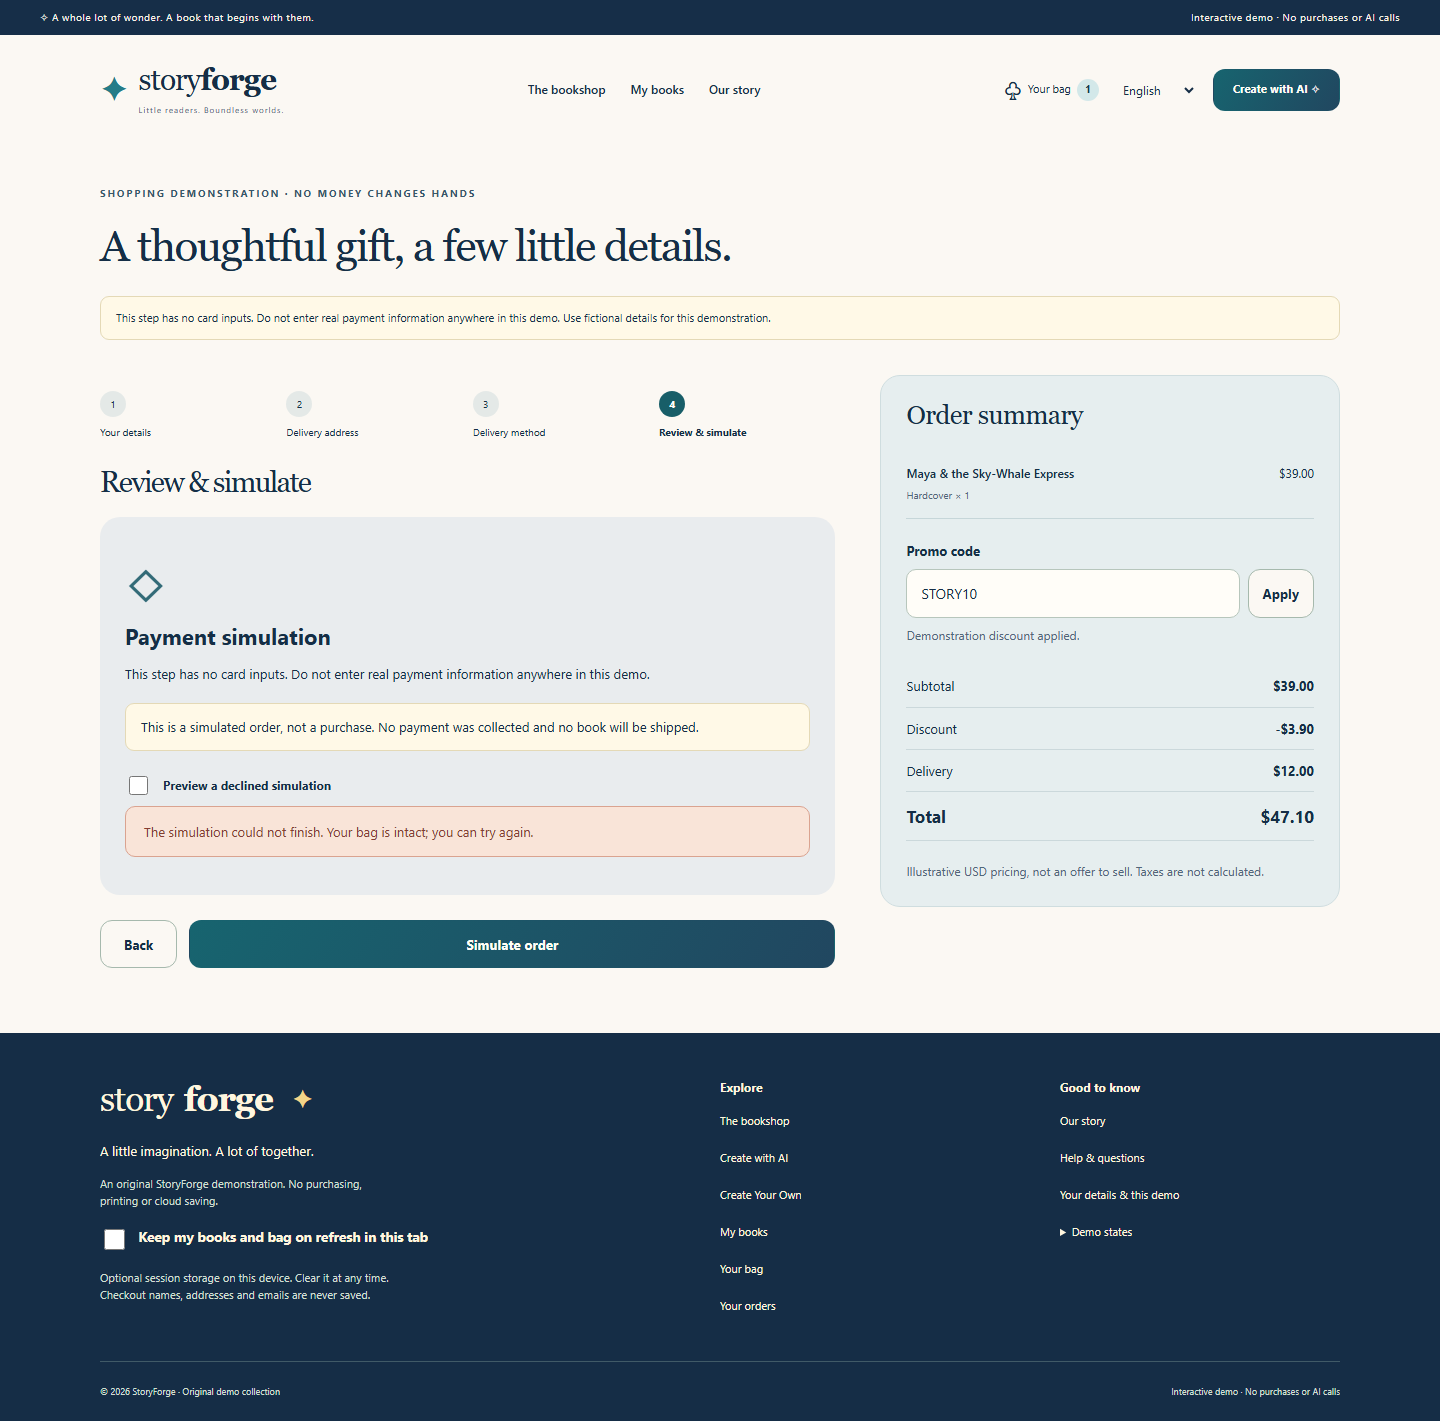 ✧ A whole lot of wonder. A book that begins with them.
Interactive demo · No purchases or AI calls
storyforge
Little readers. Boundless worlds.
The bookshop
My books
Our story
Your bag 1
English
Create with AI ✧
SHOPPING DEMONSTRATION · NO MONEY CHANGES HANDS
A thoughtful gift, a few little details.
This step has no card inputs. Do not enter real payment information anywhere in this demo. Use fictional details for this demonstration.
1
Your details
2
Delivery address
3
Delivery method
4
Review & simulate
Review & simulate
Payment simulation
This step has no card inputs. Do not enter real payment information anywhere in this demo.
This is a simulated order, not a purchase. No payment was collected and no book will be shipped.
Preview a declined simulation
The simulation could not finish. Your bag is intact; you can try again.
Back
Simulate order
Order summary
Maya & the Sky-Whale Express $39.00
Hardcover × 1
Promo code
STORY10
Apply
Demonstration discount applied.
Subtotal $39.00
Discount -$3.90
Delivery $12.00
Total $47.10
Illustrative USD pricing, not an offer to sell. Taxes are not calculated.
story forge
A little imagination. A lot of together.
An original StoryForge demonstration. No purchasing,
printing or cloud saving.
Keep my books and bag on refresh in this tab
Optional session storage on this device. Clear it at any time.
Checkout names, addresses and emails are never saved.
Explore
The bookshop
Create with AI
Create Your Own
My books
Your bag
Your orders
Good to know
Our story
Help & questions
Your details & this demo
Demo states
© 2026 StoryForge · Original demo collection
Interactive demo · No purchases or AI calls